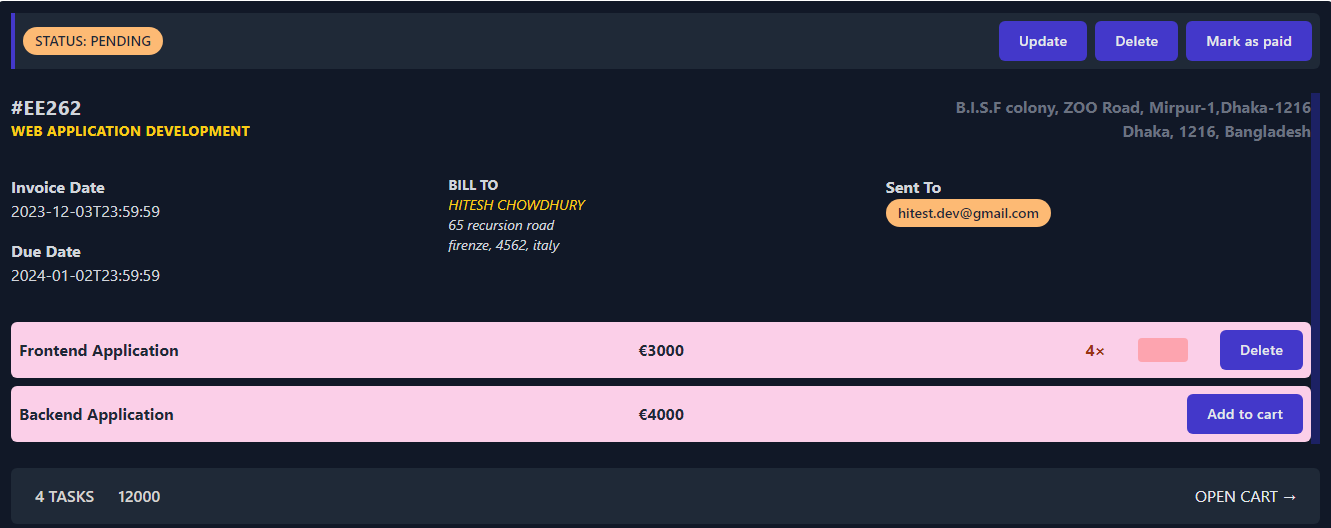 STATUS: PENDING
Update
Delete
Mark as paid
#EE262
WEB APPLICATION DEVELOPMENT
B.I.S.F colony, ZOO Road, Mirpur-1,Dhaka-1216
Dhaka, 1216, Bangladesh
Invoice Date
2023-12-03T23:59:59
Due Date
2024-01-02T23:59:59
BILL TO
HITESH CHOWDHURY
65 recursion road
firenze, 4562, italy
Sent To
hitest.dev@gmail.com
Frontend Application €3000 4× Delete
Backend Application €4000 Add to cart
4 TASKS 12000 OPEN CART →